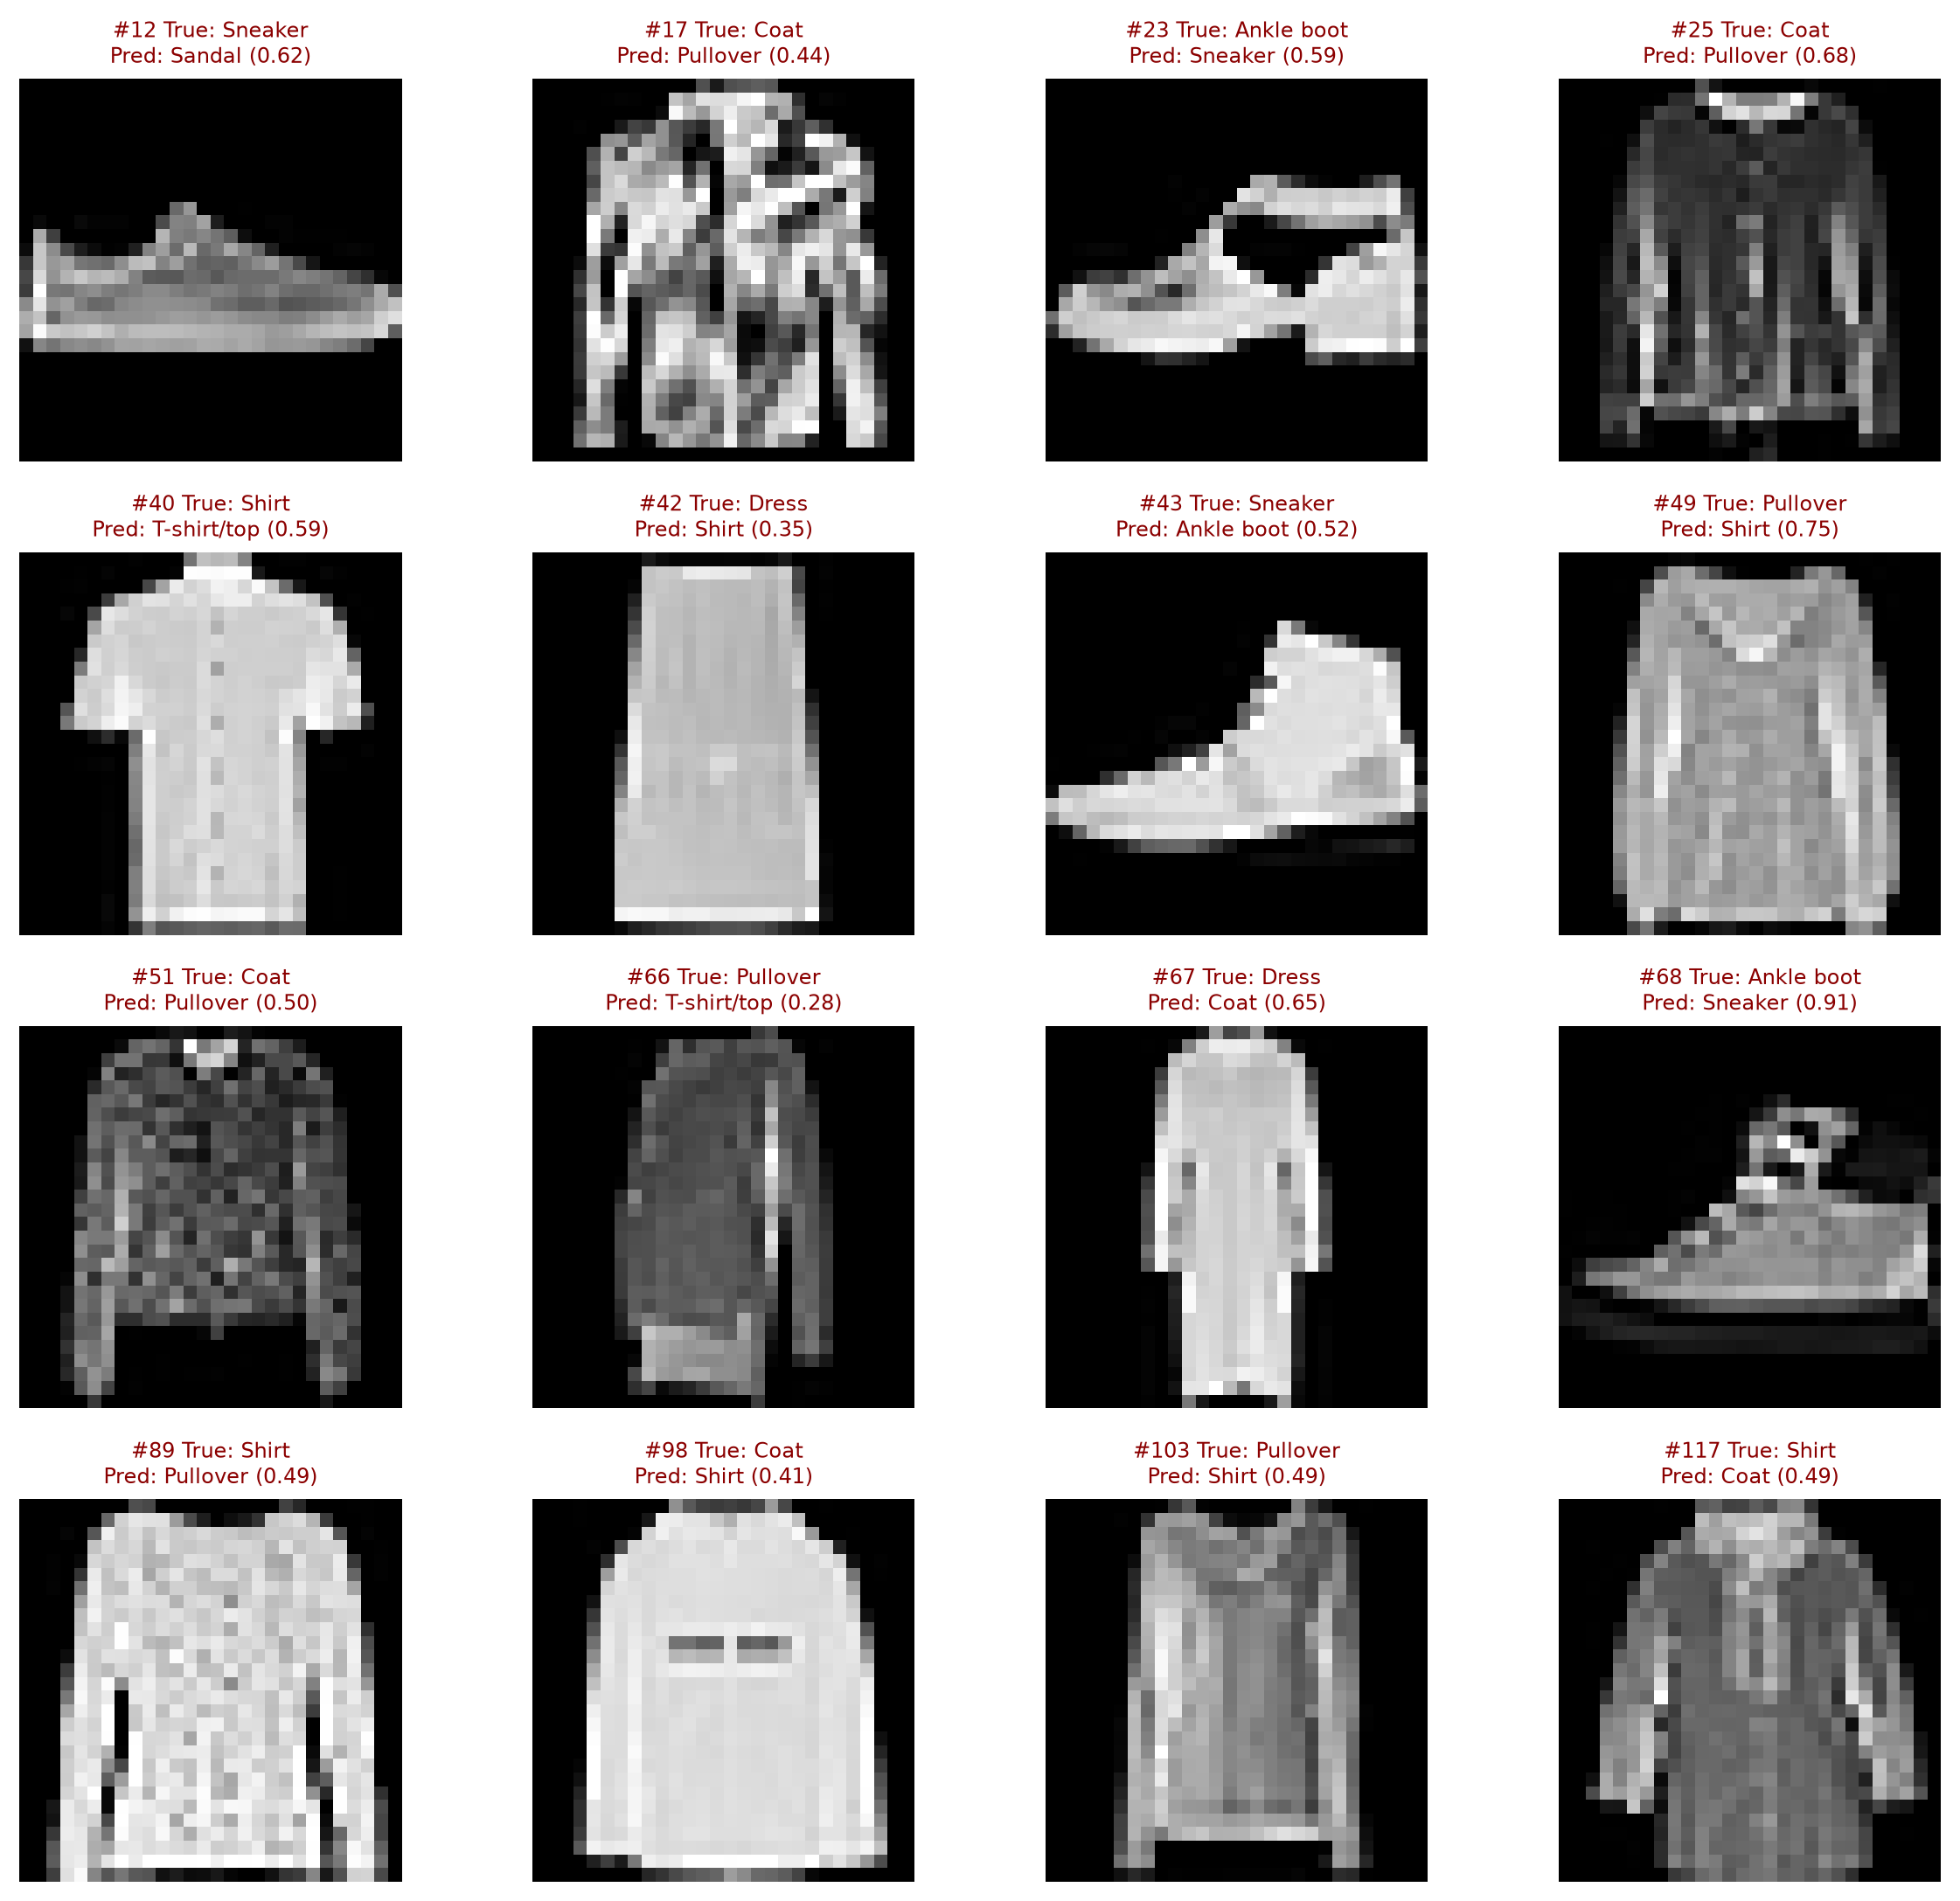 #12 True: Sneaker
Pred: Sandal (0.62)
#17 True: Coat
Pred: Pullover (0.44)
#23 True: Ankle boot
Pred: Sneaker (0.59)
#25 True: Coat
Pred: Pullover (0.68)
#40 True: Shirt
Pred: T-shirt/top (0.59)
#42 True: Dress
Pred: Shirt (0.35)
#43 True: Sneaker
Pred: Ankle boot (0.52)
#49 True: Pullover
Pred: Shirt (0.75)
#51 True: Coat
Pred: Pullover (0.50)
#66 True: Pullover
Pred: T-shirt/top (0.28)
#67 True: Dress
Pred: Coat (0.65)
#68 True: Ankle boot
Pred: Sneaker (0.91)
#89 True: Shirt
Pred: Pullover (0.49)
#98 True: Coat
Pred: Shirt (0.41)
#103 True: Pullover
Pred: Shirt (0.49)
#117 True: Shirt
Pred: Coat (0.49)